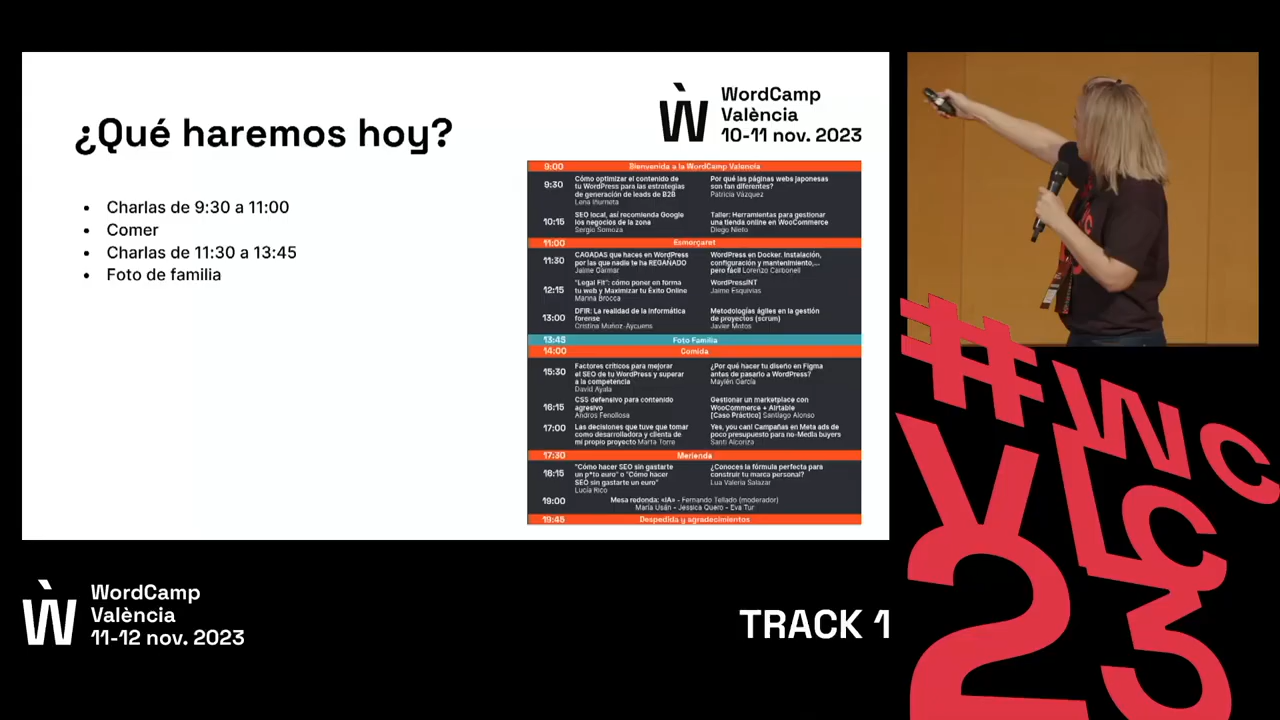 ¿Qué haremos hoy?
• Charlas de 9:30 a 11:00
• Comer
• Charlas de 11:30 a 13:45
• Foto de familia
Ẁ
WordCamp
València
10-11 nov. 2023
9:00 Bienvenida a la WordCamp Valencia
9:30
Cómo optimizar el contenido de
tu WordPress para las estrategias
de generación de leads de B2B
Lena Iñurrieta
Por qué las páginas webs japonesas
son tan diferentes?
Patricia Vázquez
10:15
SEO local, así recomienda Google
los negocios de la zona
Sergio Somoza
Taller: Herramientas para gestionar
una tienda online en WooCommerce
Diego Nieto
11:00 Esmorgaret
11:30
CAGADAS que haces en WordPress
por las que nadie te ha REGAÑADO
Jaime Garmar
WordPress en Docker. Instalación,
configuración y mantenimiento,...
pero fácil Lorenzo Carbonell
12:15
"Legal Fit": cómo poner en forma
tu web y Maximizar tu Éxito Online
Marina Brocca
WordPressINT
Jaime Esquivias
13:00
DFIR: La realidad de la informática
forense
Cristina Muñoz-Aycuens
Metodologías ágiles en la gestión
de proyectos (scrum)
Javier Motos
13:45 Foto Familia
14:00 Comida
15:30
Factores críticos para mejorar
el SEO de tu WordPress y superar
a la competencia
David Ayala
¿Por qué hacer tu diseño en Figma
antes de pasarlo a WordPress?
Maylén García
16:15
CSS defensivo para contenido
agresivo
Andros Fenollosa
Gestionar un marketplace con
WooCommerce + Airtable
[Caso Práctico] Santiago Alonso
17:00
Las decisiones que tuve que tomar
como desarrolladora y clienta de
mi propio proyecto Marta Torre
Yes, you can! Campañas en Meta ads de
poco presupuesto para no-Media buyers
Santi Alcoriza
17:30 Merienda
18:15
"Cómo hacer SEO sin gastarte
un p*to euro" o "Cómo hacer
SEO sin gastarte un euro"
Lucía Rico
¿Conoces la fórmula perfecta para
construir tu marca personal?
Lua Valeria Salazar
19:00
Mesa redonda: «IA» - Fernando Tellado (moderador)
María Usán - Jessica Quero - Eva Tur
19:45 Despedida y agradecimientos
Ẁ
WordCamp
València
11-12 nov. 2023
TRACK 1
#WC
VLC
23